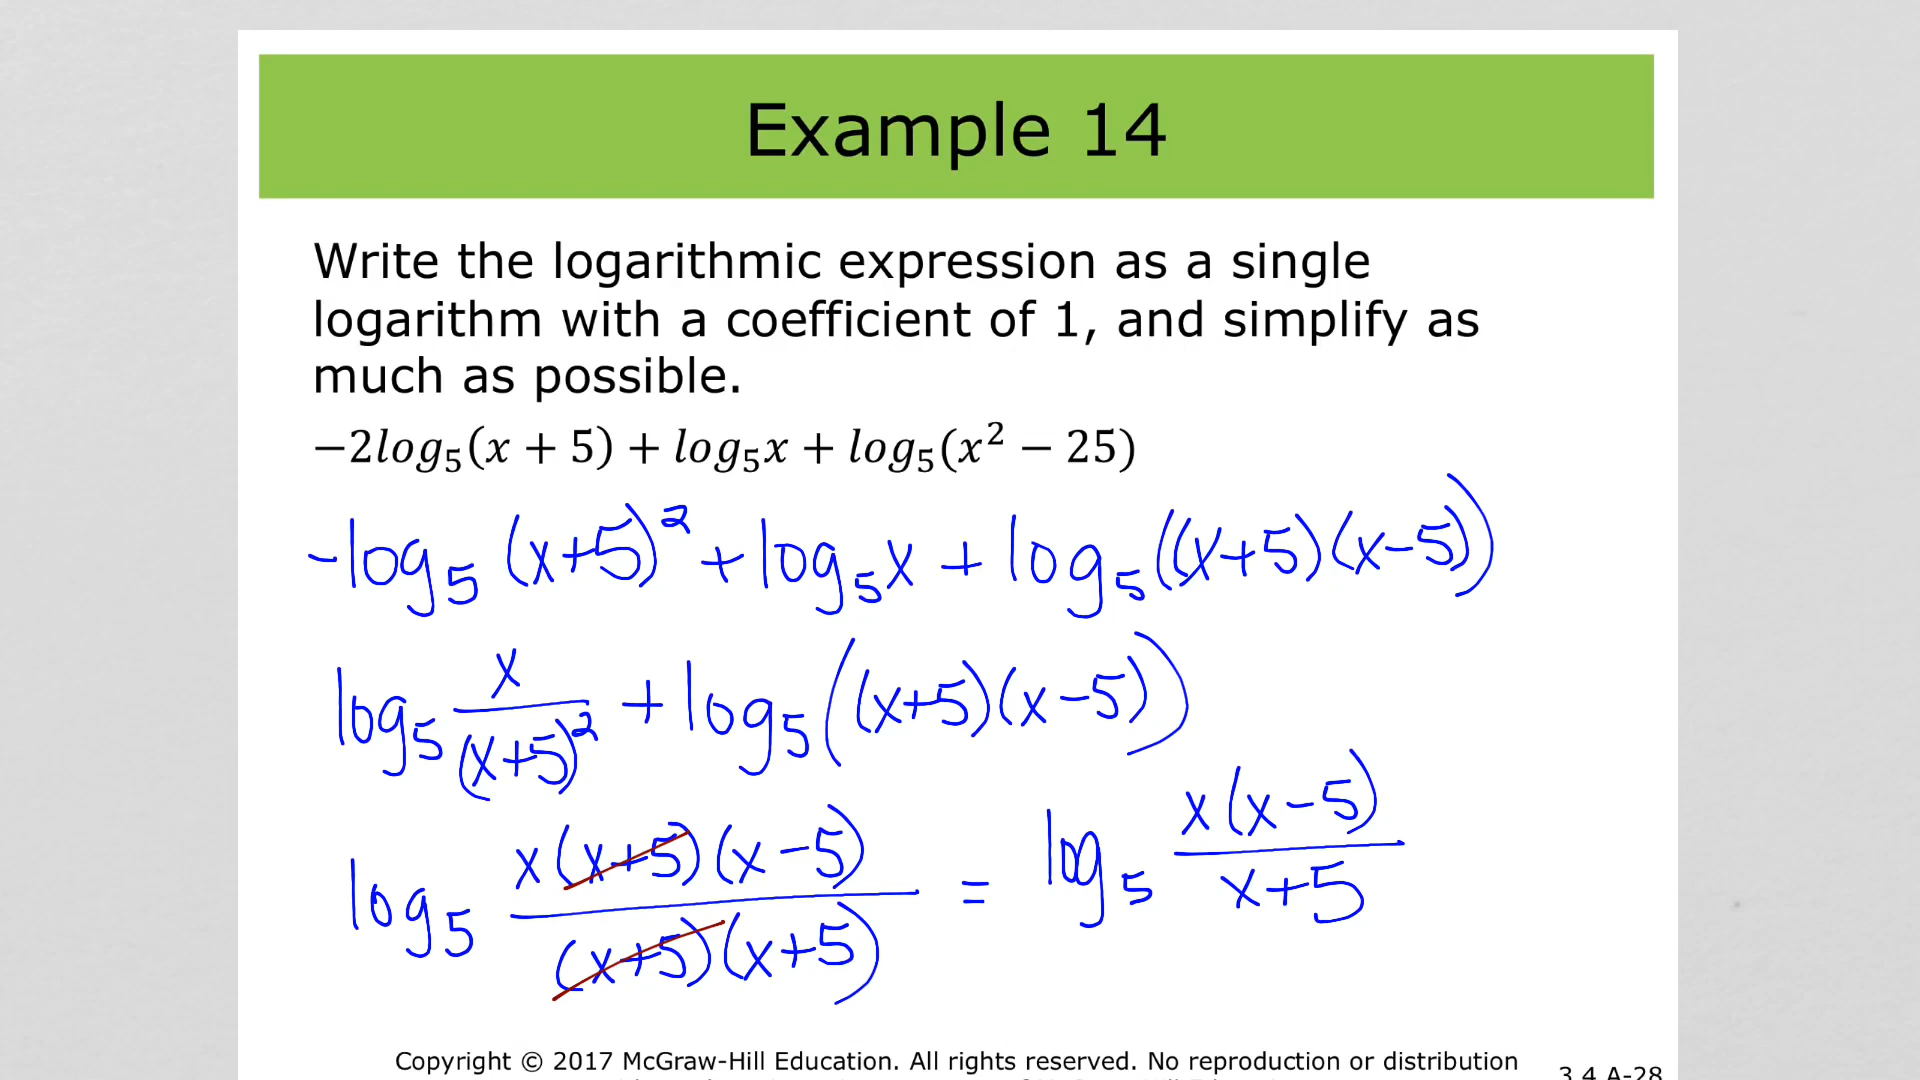 Example 14
Write the logarithmic expression as a single
logarithm with a coefficient of 1, and simplify as
much as possible.
−2log₅(x + 5) + log₅x + log₅(x² − 25)
-log₅ (x+5)² + log₅x + log₅((x+5)(x-5))
log₅ x/(x+5)² + log₅((x+5)(x-5))
log₅ x(x+5)(x-5)/(x+5)(x+5) = log₅ x(x-5)/x+5
Copyright © 2017 McGraw-Hill Education. All rights reserved. No reproduction or distribution
3.4 A-28